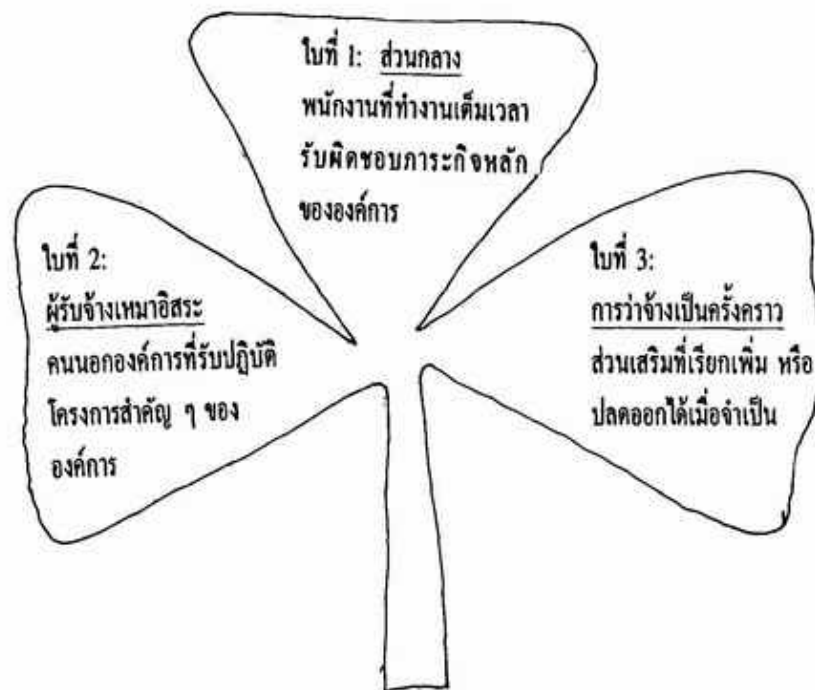 ใบที่ 1: ส่วนกลาง
พนักงานที่ทำงานเต็มเวลา
รับผิดชอบภาระกิจหลัก
ขององค์การ
ใบที่ 2:
ผู้รับจ้างเหมาอิสระ
คนนอกองค์การที่รับปฏิบัติ
โครงการสำคัญ ๆ ของ
องค์การ
ใบที่ 3:
การว่าจ้างเป็นครั้งคราว
ส่วนเสริมที่เรียกเพิ่ม หรือ
ปลดออกได้เมื่อจำเป็น